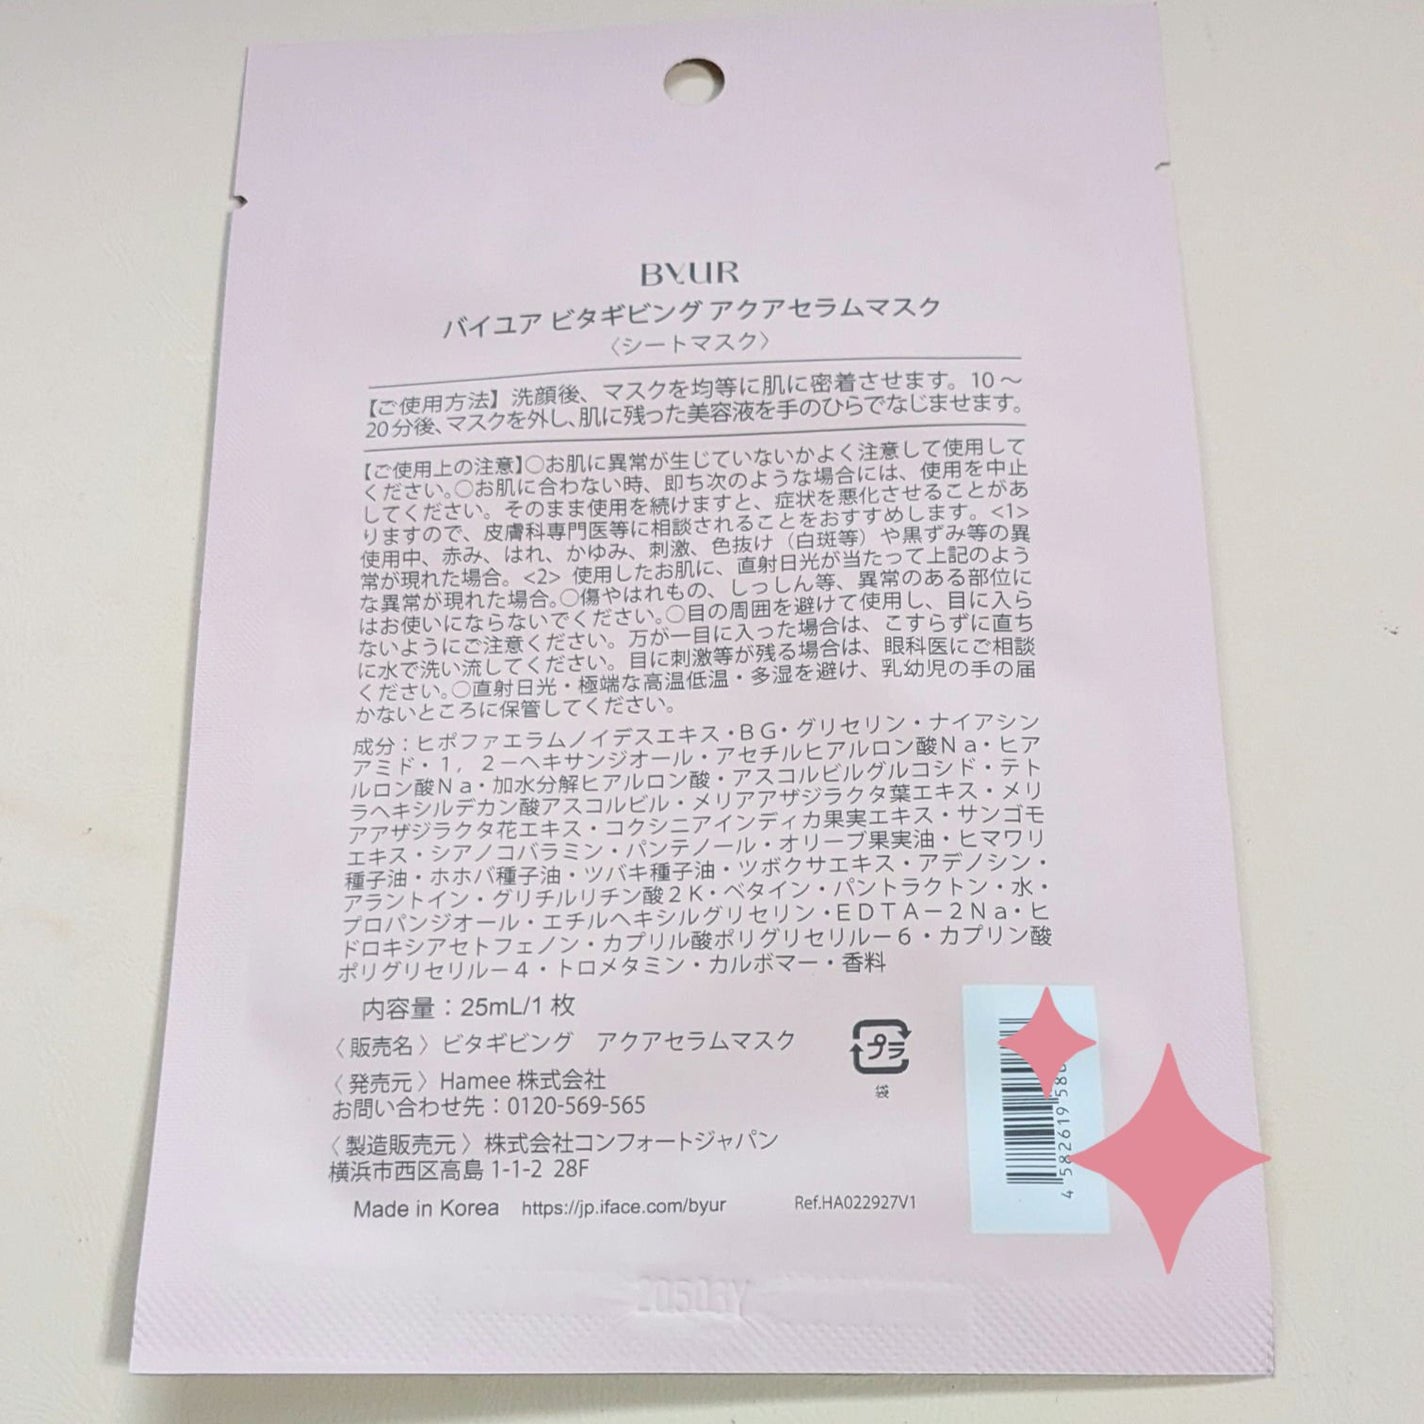 BYUR
バイユア ビタギビング アクアセラムマスク
〈シートマスク〉
【ご使用方法】洗顔後、マスクを均等に肌に密着させます。10～
20分後、マスクを外し、肌に残った美容液を手のひらでなじませます。
【ご使用上の注意】○お肌に異常が生じていないかよく注意して使用して
ください。○お肌に合わない時、即ち次のような場合には、使用を中止
してください。そのまま使用を続けますと、症状を悪化させることがあ
りますので、皮膚科専門医等に相談されることをおすすめします。<1>
使用中、赤み、はれ、かゆみ、刺激、色抜け（白斑等）や黒ずみ等の異
常が現れた場合。<2> 使用したお肌に、直射日光が当たって上記のよう
な異常が現れた場合。○傷やはれもの、しっしん等、異常のある部位に
はお使いにならないでください。○目の周囲を避けて使用し、目に入ら
ないようにご注意ください。万が一目に入った場合は、こすらずに直ち
に水で洗い流してください。目に刺激等が残る場合は、眼科医にご相談
ください。○直射日光・極端な高温低温・多湿を避け、乳幼児の手の届
かないところに保管してください。
成分：ヒポファエラムノイデスエキス・ＢＧ・グリセリン・ナイアシン
アミド・１，２－ヘキサンジオール・アセチルヒアルロン酸Ｎａ・ヒア
ルロン酸Ｎａ・加水分解ヒアルロン酸・アスコルビルグルコシド・テト
ラヘキシルデカン酸アスコルビル・メリアアザジラクタ葉エキス・メリ
アアザジラクタ花エキス・コクシニアインディカ果実エキス・サンゴモ
エキス・シアノコバラミン・パンテノール・オリーブ果実油・ヒマワリ
種子油・ホホバ種子油・ツバキ種子油・ツボクサエキス・アデノシン・
アラントイン・グリチルリチン酸２Ｋ・ベタイン・パントラクトン・水・
プロパンジオール・エチルヘキシルグリセリン・ＥＤＴＡ－２Ｎａ・ヒ
ドロキシアセトフェノン・カプリル酸ポリグリセリル－６・カプリン酸
ポリグリセリル－４・トロメタミン・カルボマー・香料
内容量：25mL/1 枚
〈販売名〉ビタギビング　アクアセラムマスク
プラ
袋
〈発売元〉Hamee 株式会社
お問い合わせ先：0120-569-565
〈製造販売元〉株式会社コンフォートジャパン
横浜市西区高島 1-1-2 28F
Made in Korea https://jp.iface.com/byur Ref.HA022927V1
4 582619 58